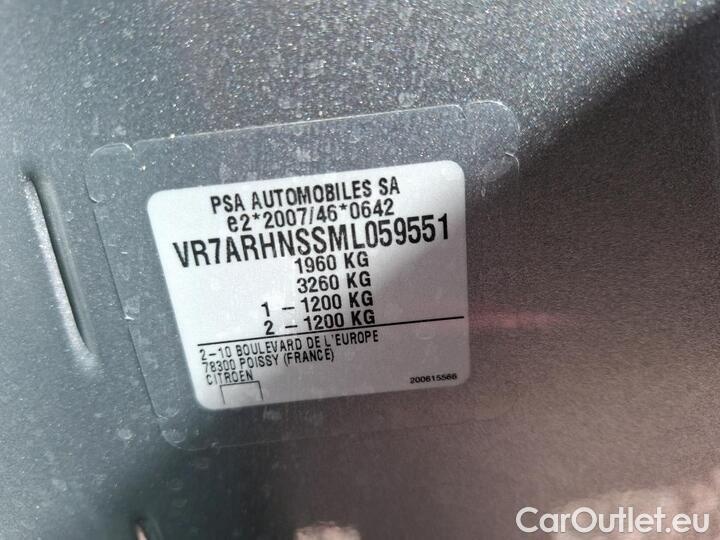 PSA AUTOMOBILES SA
e2*2007/46*0642
VR7ARHNSSML059551
1960 KG
3260 KG
1 - 1200 KG
2 - 1200 KG
2-10 BOULEVARD DE L'EUROPE
78300 POISSY (FRANCE)
CITROEN
200615566
CarOutlet.eu